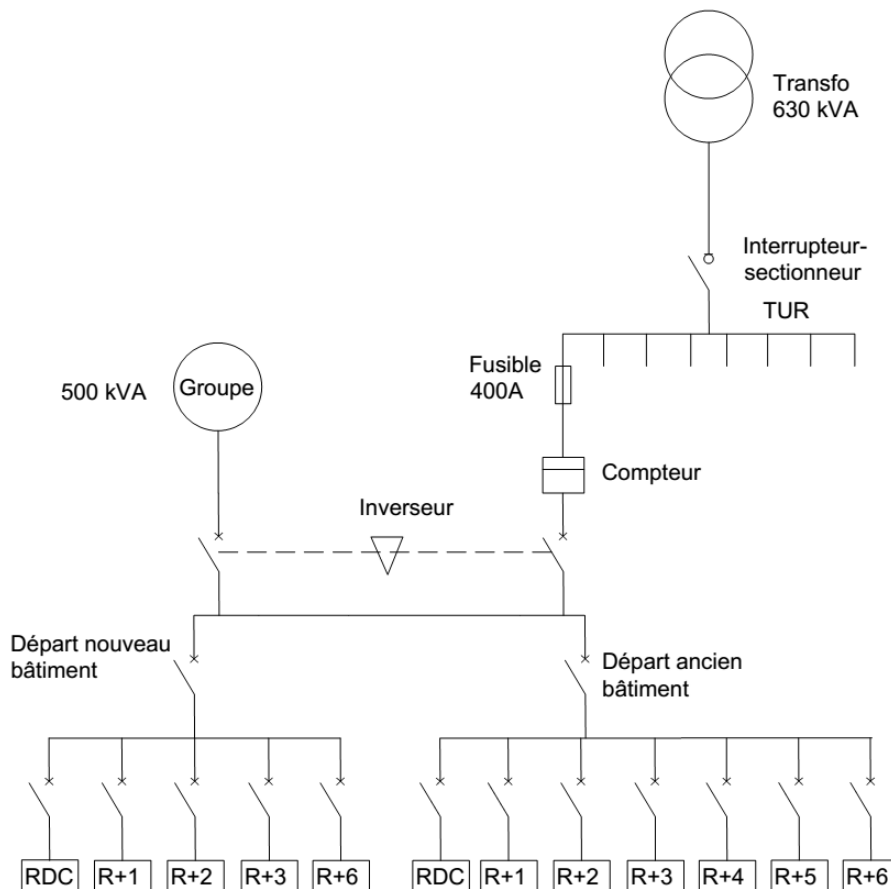 Transfo
630 kVA
Interrupteur-
sectionneur
TUR
Fusible
400A
500 kVA
Groupe
Compteur
Inverseur
Départ nouveau
bâtiment
Départ ancien
bâtiment
RDC R+1 R+2 R+3 R+6 RDC R+1 R+2 R+3 R+4 R+5 R+6